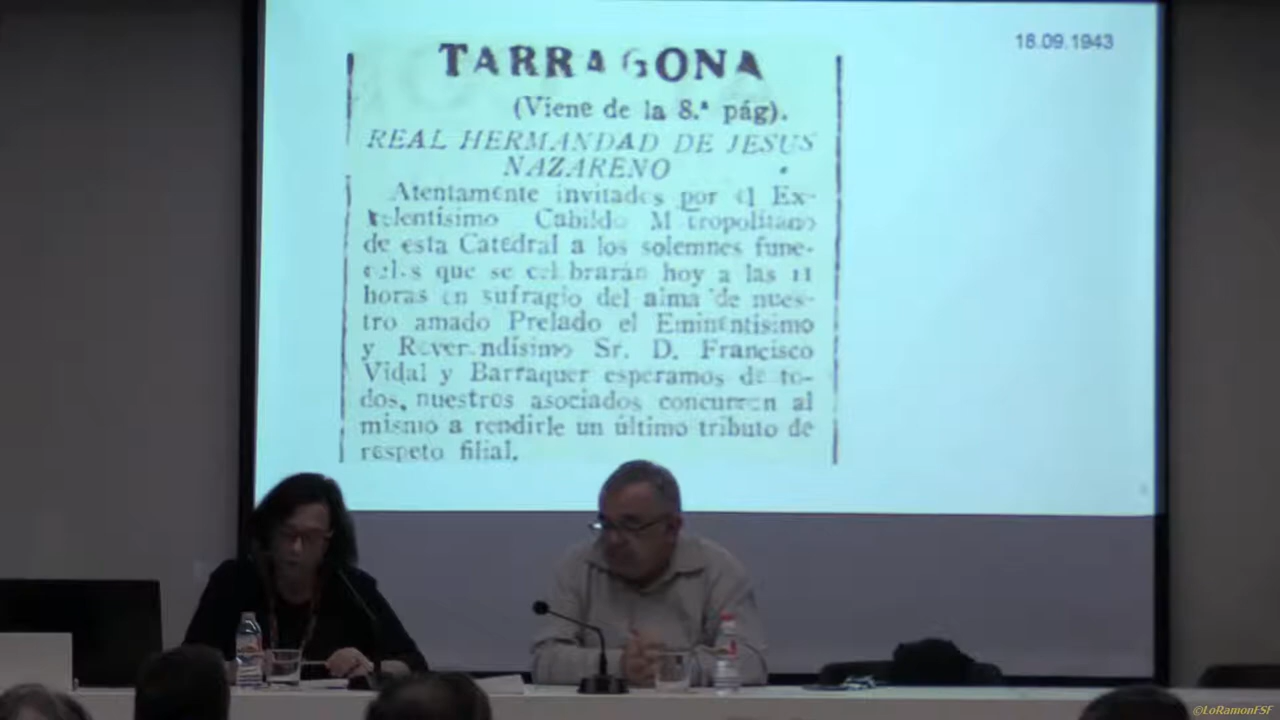 18.09.1943
TARRAGONA
(Viene de la 8.ª pág).
REAL HERMANDAD DE JESUS
NAZARENO
Atentamente invitados por el Ex-
celentísimo Cabildo Metropolitano
de esta Catedral a los solemnes fune-
rales que se celebrarán hoy a las 11
horas en sufragio del alma de nues-
tro amado Prelado el Eminentísimo
y Reverendísimo Sr. D. Francisco
Vidal y Barraquer esperamos de to-
dos, nuestros asociados concurren al
mismo a rendirle un último tributo de
respeto filial.
©LoRamonFSF